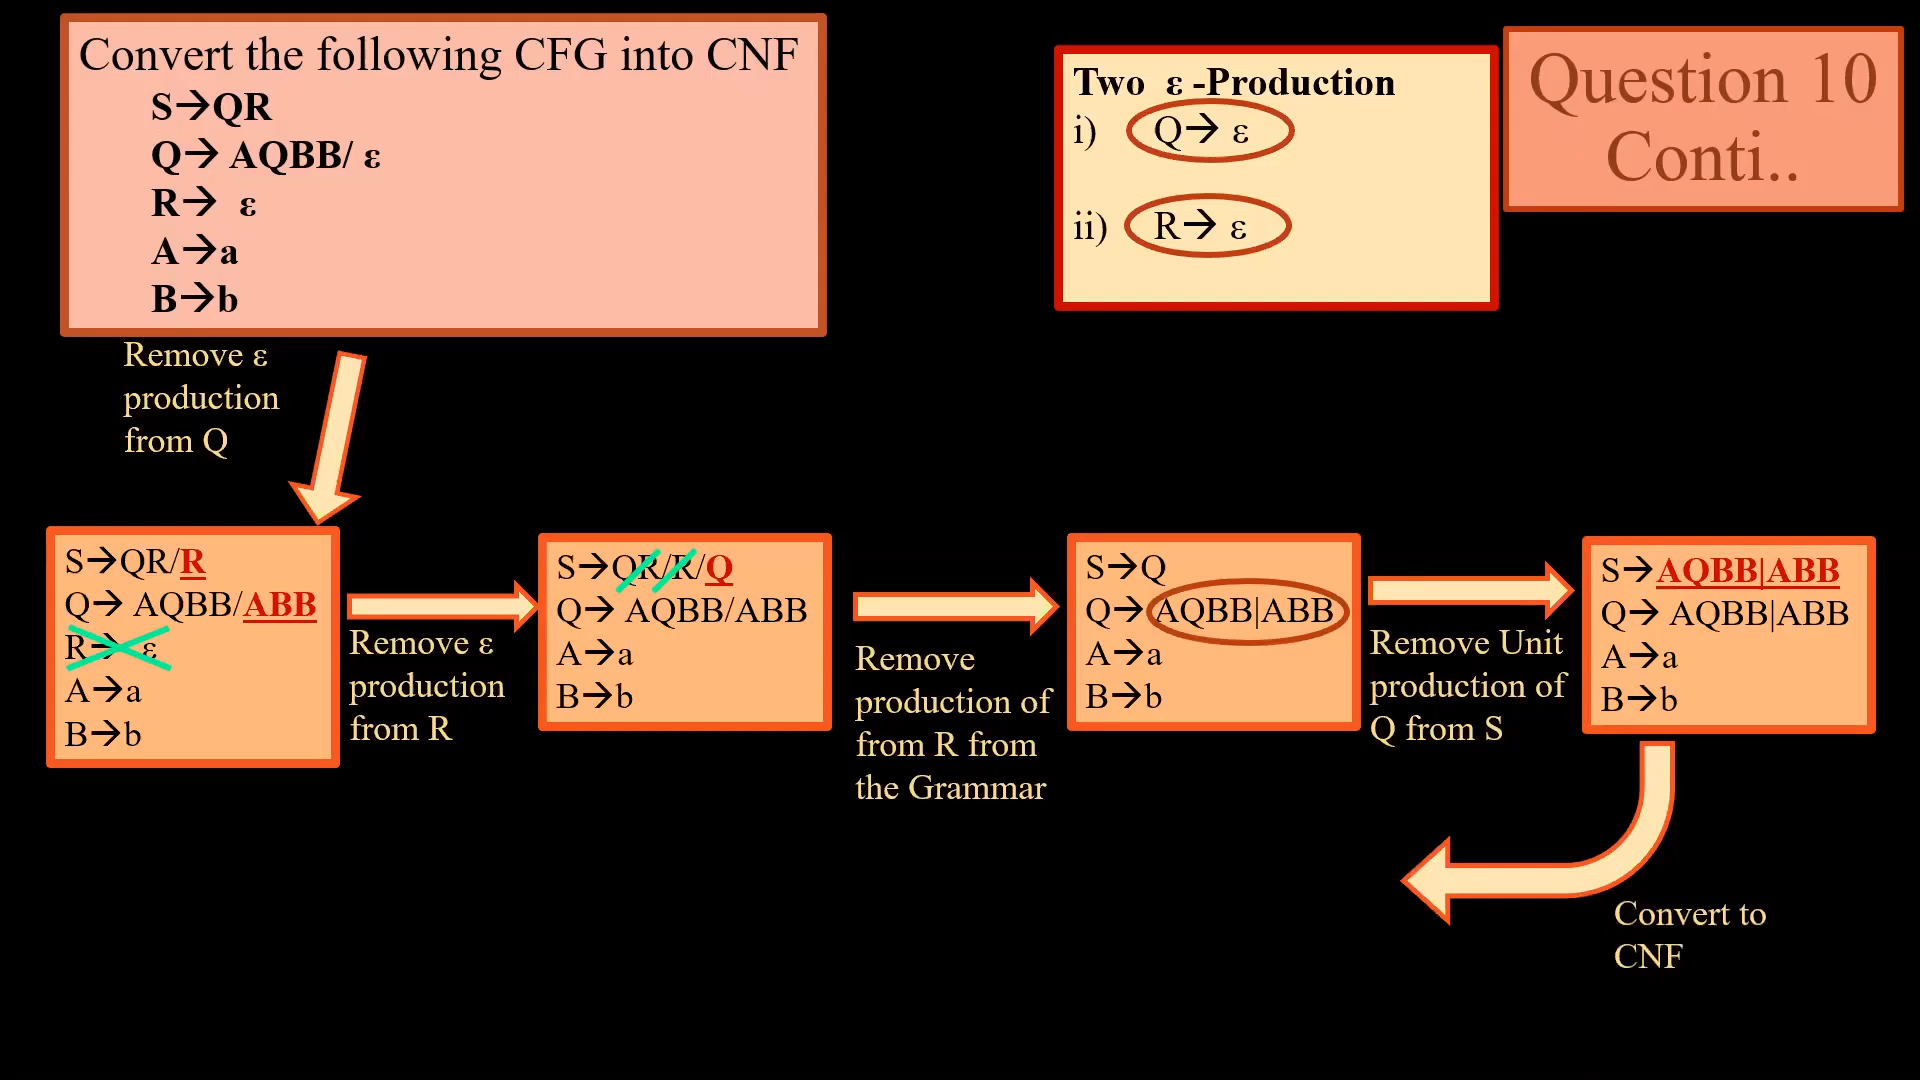 Convert the following CFG into CNF
S→QR
Q→ AQBB/ ε
R→ ε
A→a
B→b
Two ε -Production
i) Q→ ε
ii) R→ ε
Question 10
Conti..
Remove ε
production
from Q
S→QR/R
Q→ AQBB/ABB
R→ ε
A→a
B→b
Remove ε
production
from R
S→QR/R/Q
Q→ AQBB/ABB
A→a
B→b
Remove
production of
from R from
the Grammar
S→Q
Q→ AQBB|ABB
A→a
B→b
Remove Unit
production of
Q from S
S→AQBB|ABB
Q→ AQBB|ABB
A→a
B→b
Convert to
CNF